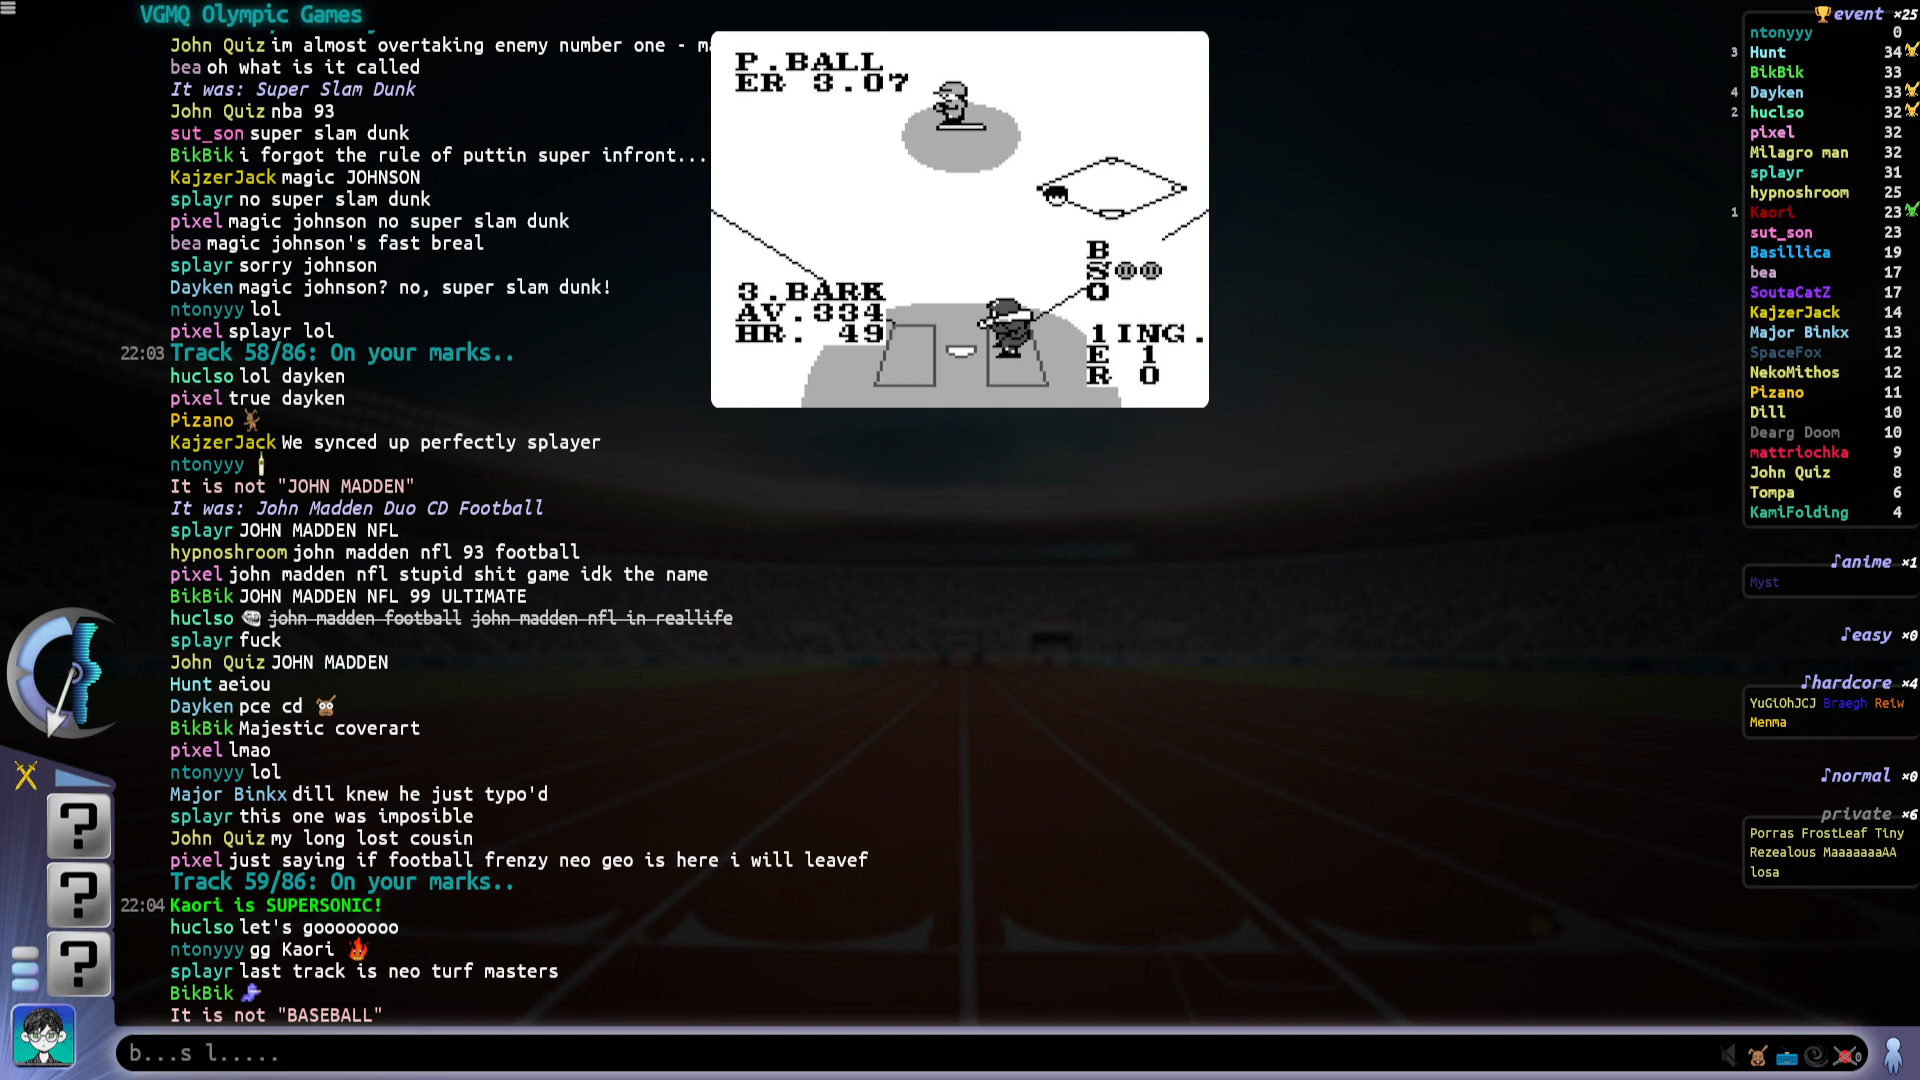 VGMQ Olympic Games
John Quiz im almost overtaking enemy number one - ma
bea oh what is it called
It was: Super Slam Dunk
John Quiz nba 93
sut_son super slam dunk
BikBik i forgot the rule of puttin super infront...
KajzerJack magic JOHNSON
splayr no super slam dunk
pixel magic johnson no super slam dunk
bea magic johnson's fast breal
splayr sorry johnson
Dayken magic johnson? no, super slam dunk!
ntonyyy lol
pixel splayr lol
22:03 Track 58/86: On your marks..
huclso lol dayken
pixel true dayken
Pizano
KajzerJack We synced up perfectly splayer
ntonyyy
It is not "JOHN MADDEN"
It was: John Madden Duo CD Football
splayr JOHN MADDEN NFL
hypnoshroom john madden nfl 93 football
pixel john madden nfl stupid shit game idk the name
BikBik JOHN MADDEN NFL 99 ULTIMATE
huclso john madden football john madden nfl in reallife
splayr fuck
John Quiz JOHN MADDEN
Hunt aeiou
Dayken pce cd
BikBik Majestic coverart
pixel lmao
ntonyyy lol
Major Binkx dill knew he just typo'd
splayr this one was imposible
John Quiz my long lost cousin
pixel just saying if football frenzy neo geo is here i will leavef
Track 59/86: On your marks..
22:04 Kaori is SUPERSONIC!
huclso let's goooooooo
ntonyyy gg Kaori
splayr last track is neo turf masters
BikBik
It is not "BASEBALL"
b...s l.....
P.BALL
ER 3.07
3.BARK
AV.334
HR. 49
B
S
O
1 ING.
E 1
R 0
event ×25
ntonyyy 0
3 Hunt 34
BikBik 33
4 Dayken 33
2 huclso 32
pixel 32
Milagro man 32
splayr 31
hypnoshroom 25
1 Kaori 23
sut_son 23
Basillica 19
bea 17
SoutaCatZ 17
KajzerJack 14
Major Binkx 13
SpaceFox 12
NekoMithos 12
Pizano 11
Dill 10
Dearg Doom 10
mattriochka 9
John Quiz 8
Tompa 6
KamiFolding 4
♪anime ×1
Myst
♪easy ×0
♪hardcore ×4
YuGiOhJCJ Braegh Reiw
Menma
♪normal ×0
private ×6
Porras FrostLeaf Tiny
Rezealous MaaaaaaaAA
losa
?
?
?